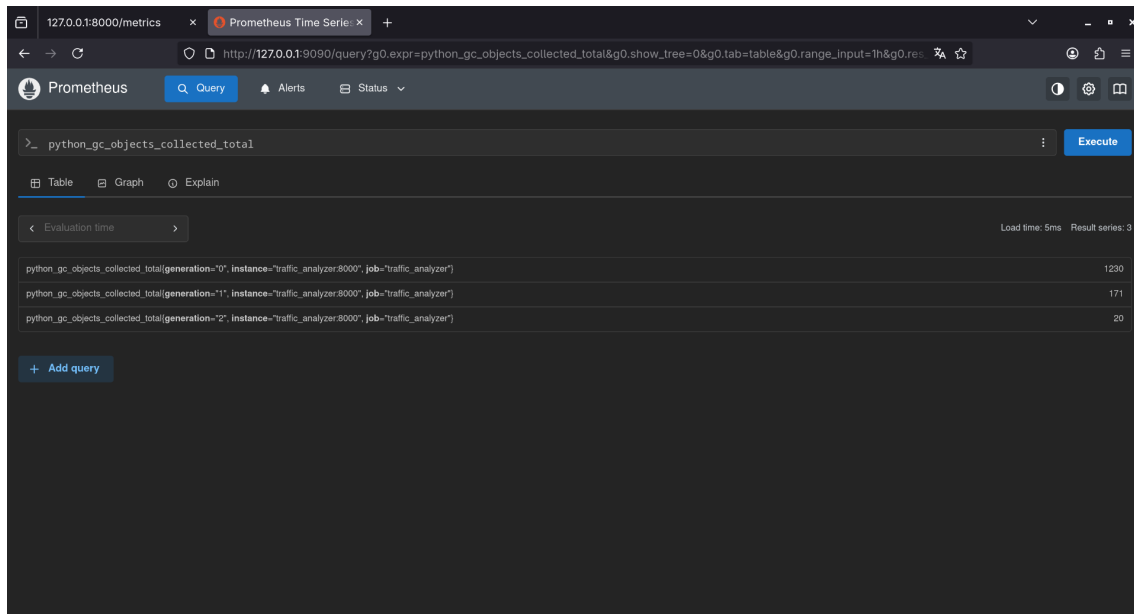 127.0.0.1:8000/metrics
Prometheus Time Series
http://127.0.0.1:9090/query?g0.expr=python_gc_objects_collected_total&g0.show_tree=0&g0.tab=table&g0.range_input=1h&g0.res
Prometheus Query Alerts Status
>_ python_gc_objects_collected_total Execute
Table Graph Explain
Evaluation time Load time: 5ms Result series: 3
python_gc_objects_collected_total{generation="0", instance="traffic_analyzer:8000", job="traffic_analyzer"} 1230
python_gc_objects_collected_total{generation="1", instance="traffic_analyzer:8000", job="traffic_analyzer"} 171
python_gc_objects_collected_total{generation="2", instance="traffic_analyzer:8000", job="traffic_analyzer"} 20
+ Add query